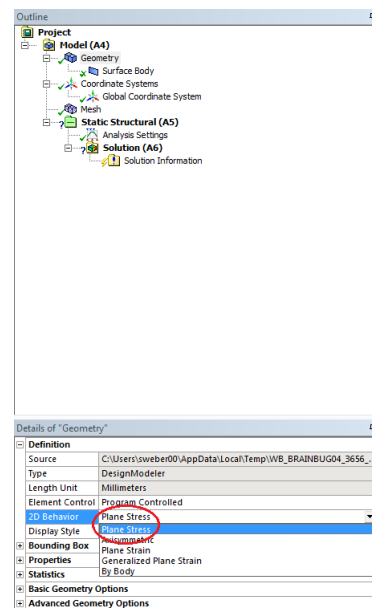 Outline
Project
Model (A4)
Geometry
Surface Body
Coordinate Systems
Global Coordinate System
Mesh
Static Structural (A5)
Analysis Settings
Solution (A6)
Solution Information
Details of "Geometry"
Definition
Source C:\Users\sweber00\AppData\Local\Temp\WB_BRAINBUG04_3656_...
Type DesignModeler
Length Unit Millimeters
Element Control Program Controlled
2D Behavior Plane Stress
Display Style Plane Stress
Axisymmetric
Bounding Box Plane Strain
Properties Generalized Plane Strain
Statistics By Body
Basic Geometry Options
Advanced Geometry Options